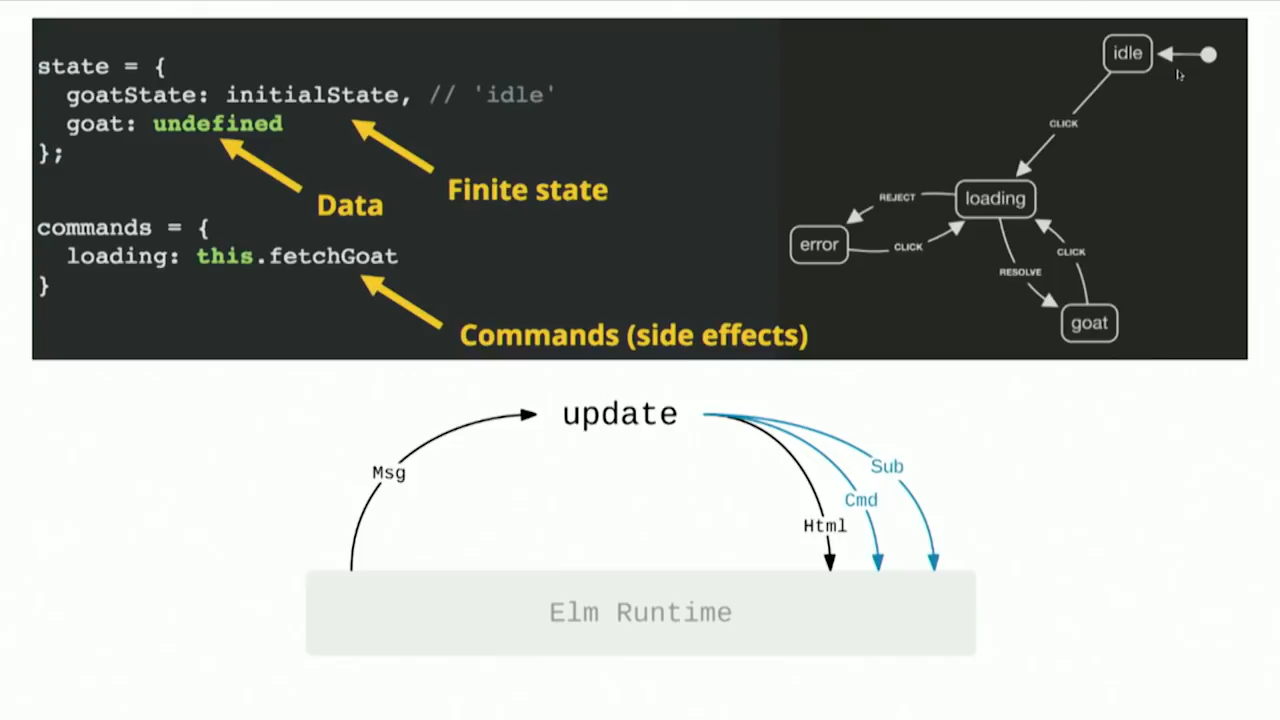 state = {
goatState: initialState, // 'idle'
goat: undefined
};
Data
Finite state
commands = {
loading: this.fetchGoat
}
Commands (side effects)
idle
CLICK
loading
REJECT
error
CLICK
RESOLVE
CLICK
goat
update
Msg
Sub
Cmd
Html
Elm Runtime